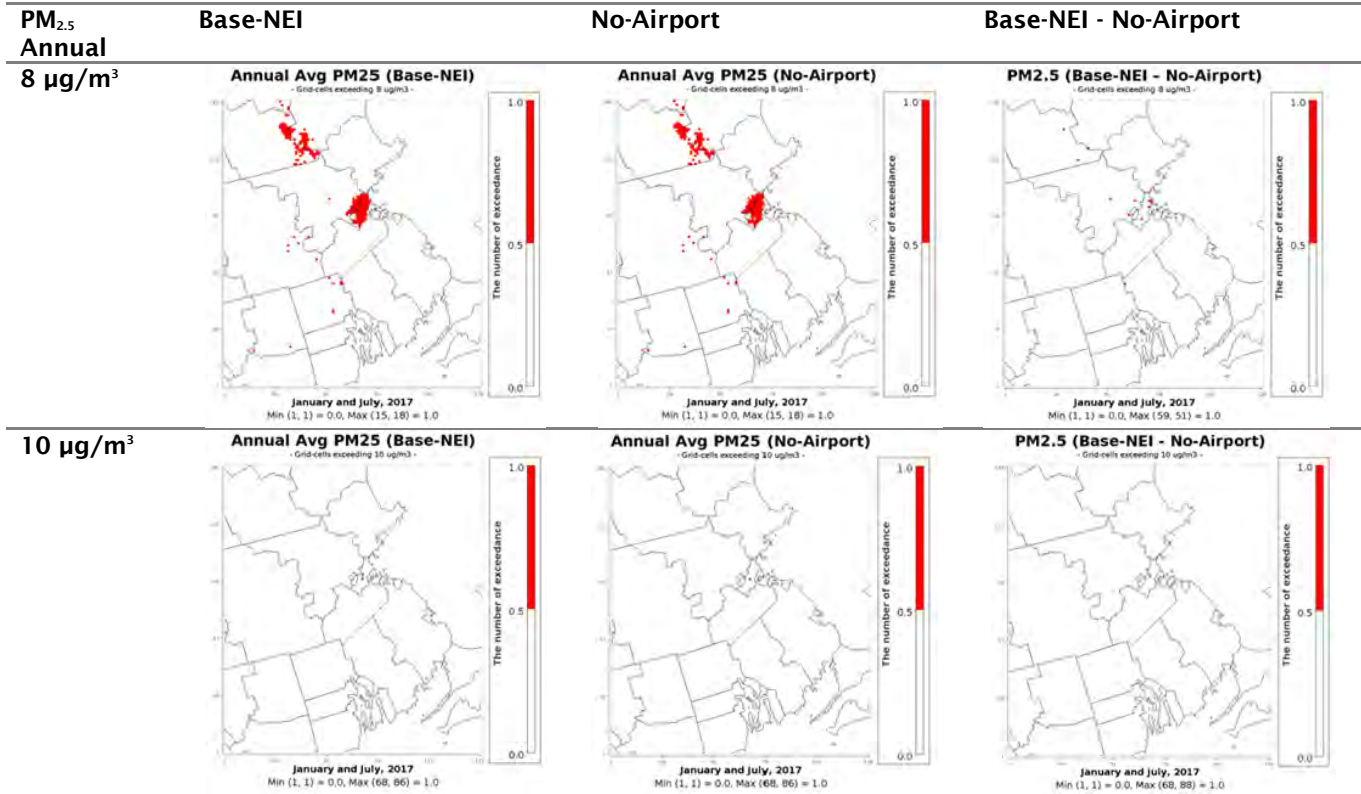 PM2.5 Annual
Base-NEI
No-Airport
Base-NEI - No-Airport
8 µg/m³
Annual Avg PM25 (Base-NEI)
- Grid-cells exceeding 8 ug/m3 -
1.0
0.5
0.0
The number of exceedance
January and July, 2017
Min (1, 1) = 0.0, Max (15, 18) = 1.0
Annual Avg PM25 (No-Airport)
- Grid-cells exceeding 8 ug/m3 -
1.0
0.5
0.0
The number of exceedance
January and July, 2017
Min (1, 1) = 0.0, Max (15, 18) = 1.0
PM2.5 (Base-NEI - No-Airport)
- Grid-cells exceeding 8 ug/m3 -
1.0
0.5
0.0
The number of exceedance
January and July, 2017
Min (1, 1) = 0.0, Max (59, 51) = 1.0
10 µg/m³
Annual Avg PM25 (Base-NEI)
- Grid-cells exceeding 10 ug/m3 -
1.0
0.5
0.0
The number of exceedance
January and July, 2017
Min (1, 1) = 0.0, Max (68, 86) = 1.0
Annual Avg PM25 (No-Airport)
- Grid-cells exceeding 10 ug/m3 -
1.0
0.5
0.0
The number of exceedance
January and July, 2017
Min (1, 1) = 0.0, Max (68, 86) = 1.0
PM2.5 (Base-NEI - No-Airport)
- Grid-cells exceeding 10 ug/m3 -
1.0
0.5
0.0
The number of exceedance
January and July, 2017
Min (1, 1) = 0.0, Max (68, 88) = 1.0